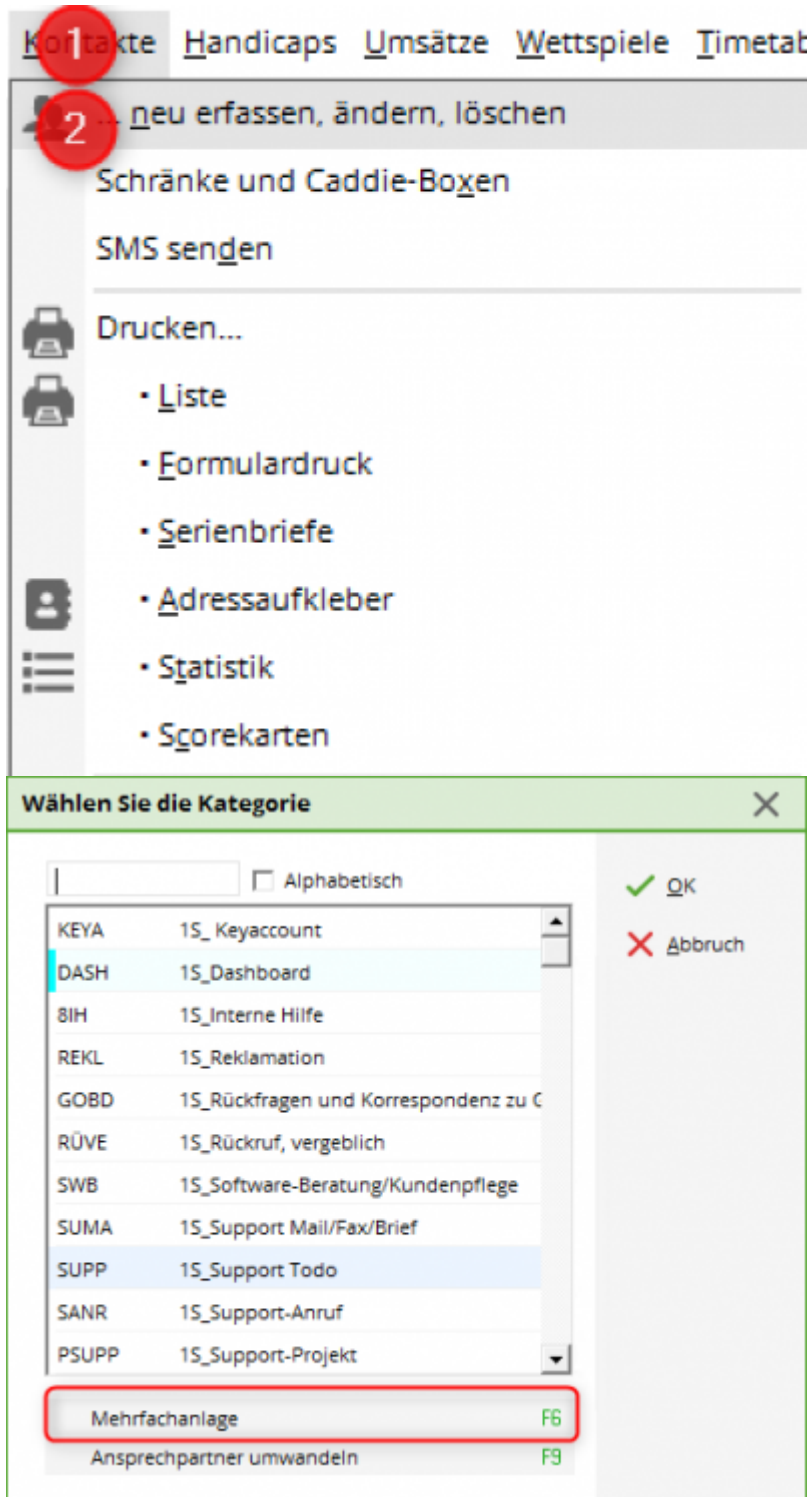 Kontakte Handicaps Umsätze Wettspiele Timetab
1
... neu erfassen, ändern, löschen
2
Schränke und Caddie-Boxen
SMS senden
Drucken...
• Liste
• Formulardruck
• Serienbriefe
• Adressaufkleber
• Statistik
• Scorekarten
Wählen Sie die Kategorie
Alphabetisch
OK
KEYA 1S_ Keyaccount
Abbruch
DASH 1S_Dashboard
8IH 1S_Interne Hilfe
REKL 1S_Reklamation
GOBD 1S_Rückfragen und Korrespondenz zu G
RÜVE 1S_Rückruf, vergeblich
SWB 1S_Software-Beratung/Kundenpflege
SUMA 1S_Support Mail/Fax/Brief
SUPP 1S_Support Todo
SANR 1S_Support-Anruf
PSUPP 1S_Support-Projekt
Mehrfachanlage F6
Ansprechpartner umwandeln F9